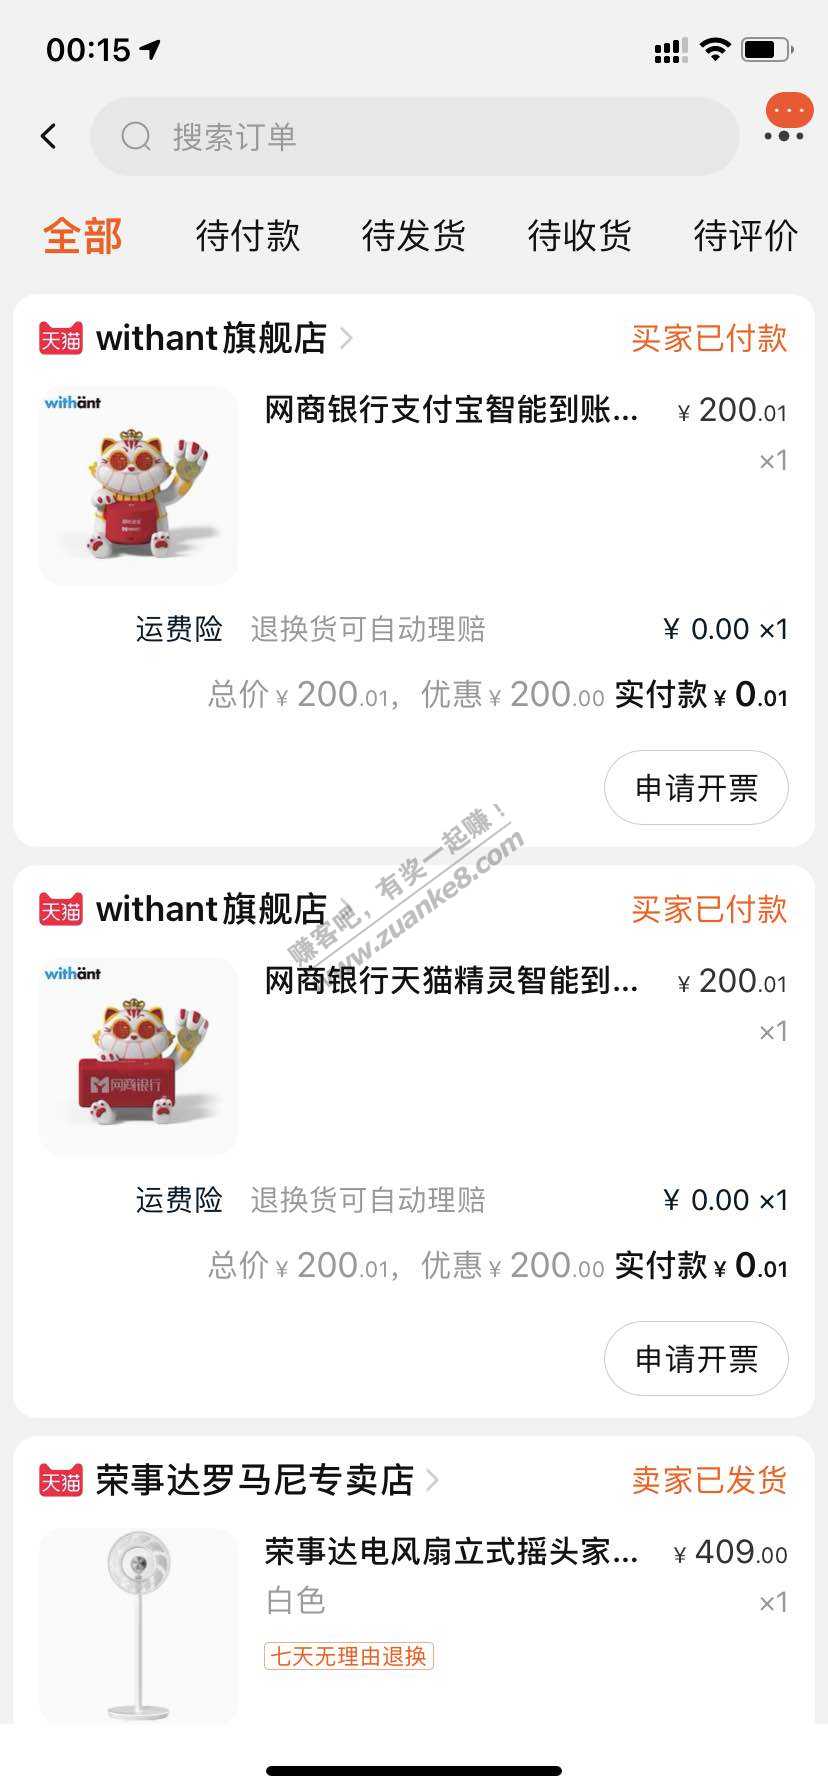 00:15
搜索订单
全部 待付款 待发货 待收货 待评价
天猫 withant旗舰店 买家已付款
withänt
网商银行支付宝智能到账... ¥ 200.01
×1
运费险 退换货可自动理赔 ¥ 0.00 ×1
总价 ¥ 200.01, 优惠 ¥ 200.00 实付款 ¥ 0.01
申请开票
赚客吧，有奖一起赚！
www.zuanke8.com
天猫 withant旗舰店 买家已付款
withänt
网商银行天猫精灵智能到... ¥ 200.01
×1
网商银行
运费险 退换货可自动理赔 ¥ 0.00 ×1
总价 ¥ 200.01, 优惠 ¥ 200.00 实付款 ¥ 0.01
申请开票
天猫 荣事达罗马尼专卖店 卖家已发货
荣事达电风扇立式摇头家... ¥ 409.00
白色 ×1
七天无理由退换